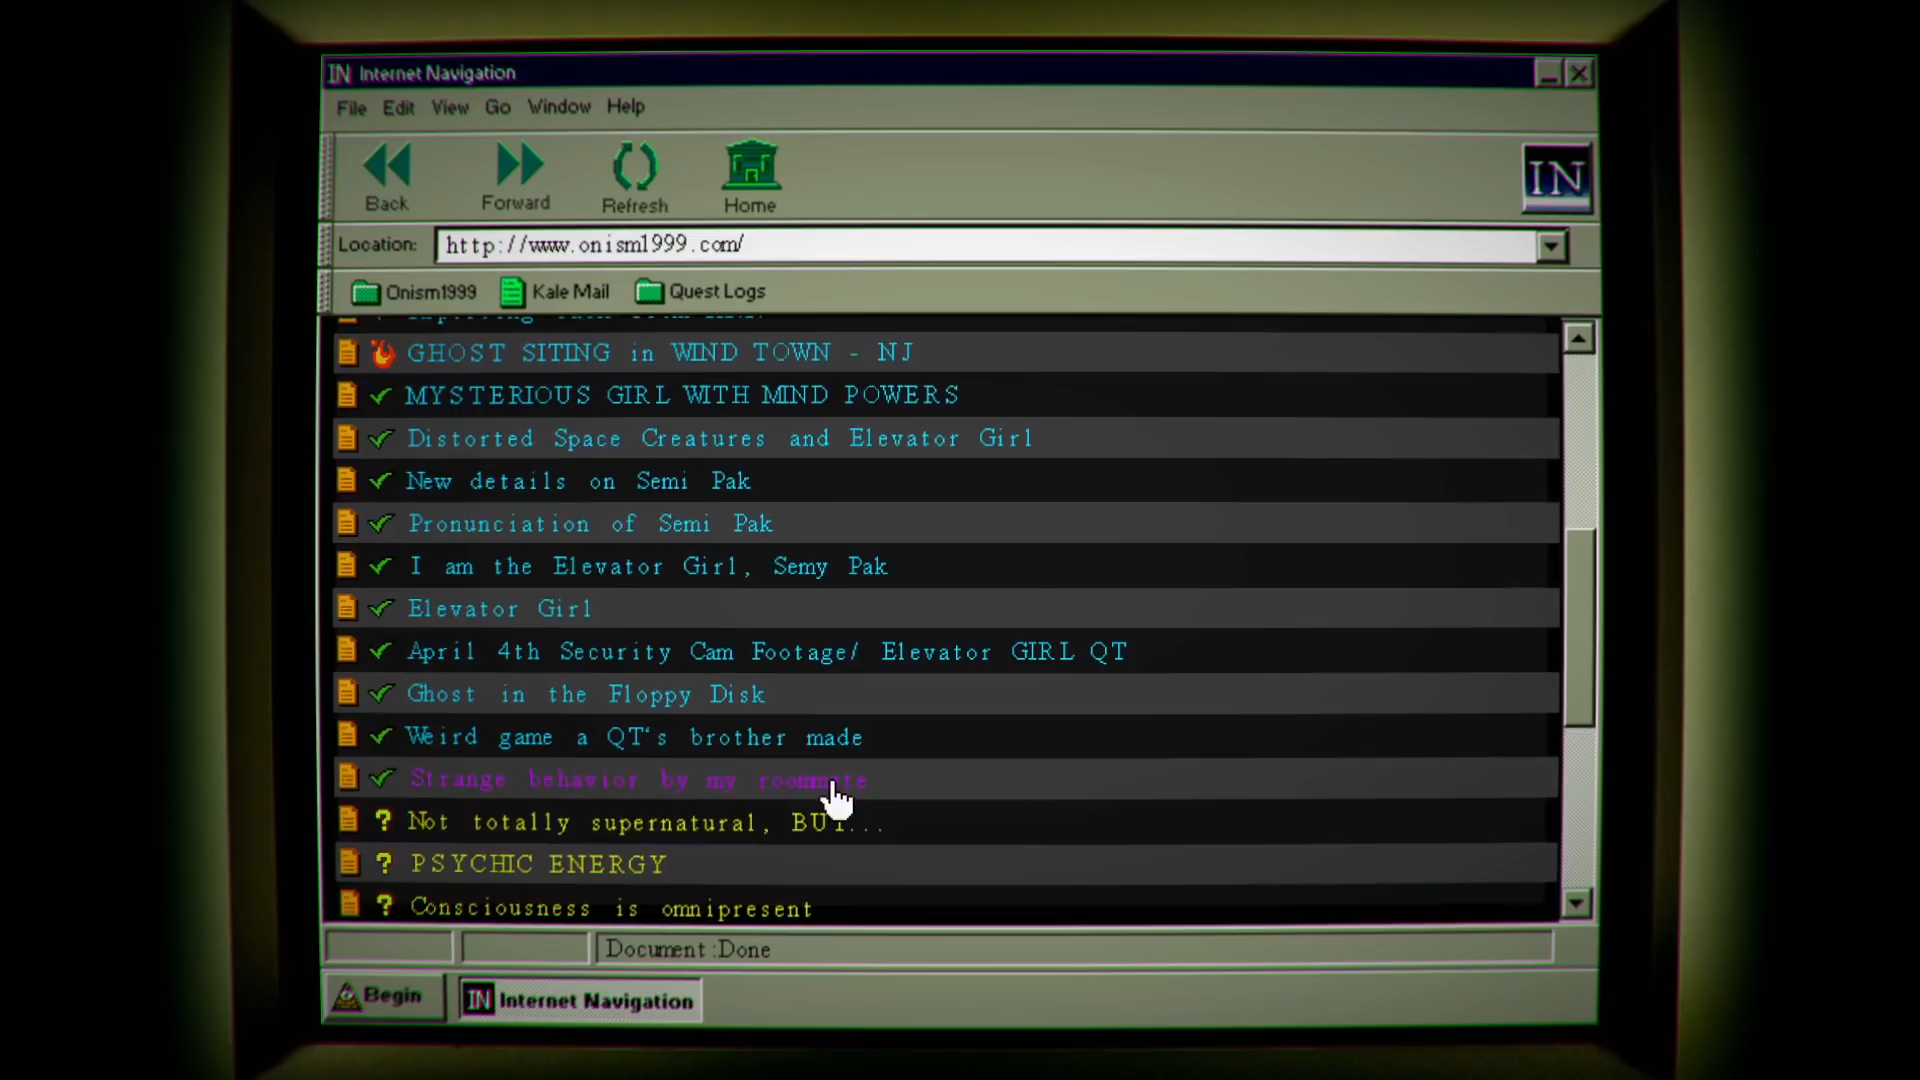 IN Internet Navigation
File Edit View Go Window Help
Back Forward Refresh Home
IN
Location: http://www.onism1999.com/
Onism1999 Kale Mail Quest Logs
GHOST SITING in WIND TOWN - NJ
MYSTERIOUS GIRL WITH MIND POWERS
Distorted Space Creatures and Elevator Girl
New details on Semi Pak
Pronunciation of Semi Pak
I am the Elevator Girl, Semy Pak
Elevator Girl
April 4th Security Cam Footage/ Elevator GIRL QT
Ghost in the Floppy Disk
Weird game a QT's brother made
Strange behavior by my roommate
? Not totally supernatural, BUT...
? PSYCHIC ENERGY
? Consciousness is omnipresent
Document :Done
Begin IN Internet Navigation